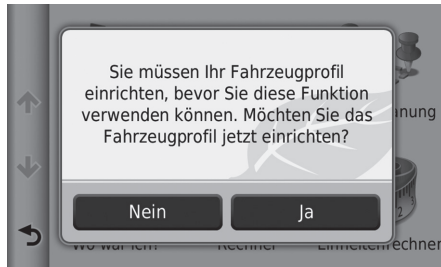 Sie müssen Ihr Fahrzeugprofil
einrichten, bevor Sie diese Funktion
verwenden können. Möchten Sie das
Fahrzeugprofil jetzt einrichten?
anung
Nein Ja
Wo war ich? Rechner Einheitenrechner